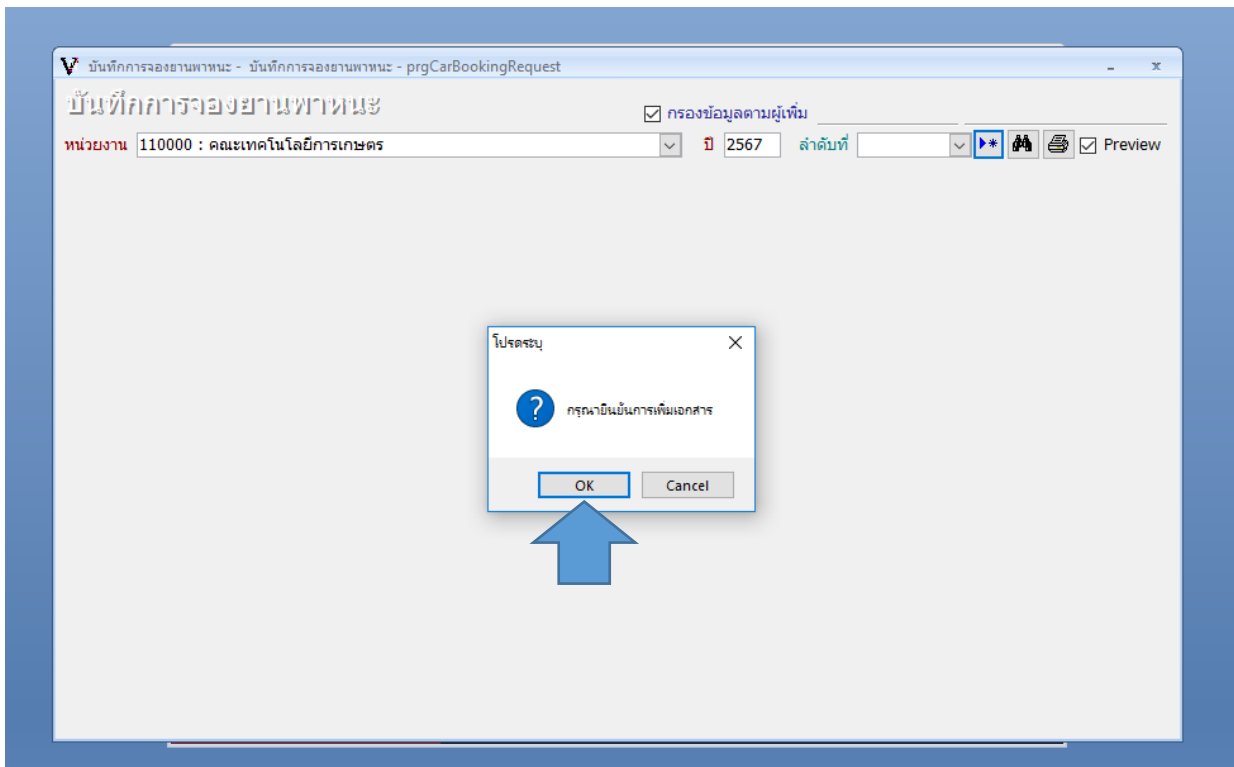 บันทึกการจองยานพาหนะ - บันทึกการจองยานพาหนะ - prgCarBookingRequest
บันทึกการจองยานพาหนะ
กรองข้อมูลตามผู้เพิ่ม
หน่วยงาน 110000 : คณะเทคโนโลยีการเกษตร ปี 2567 ลำดับที่ Preview
โปรดระบุ
กรุณายืนยันการเพิ่มเอกสาร
OK Cancel